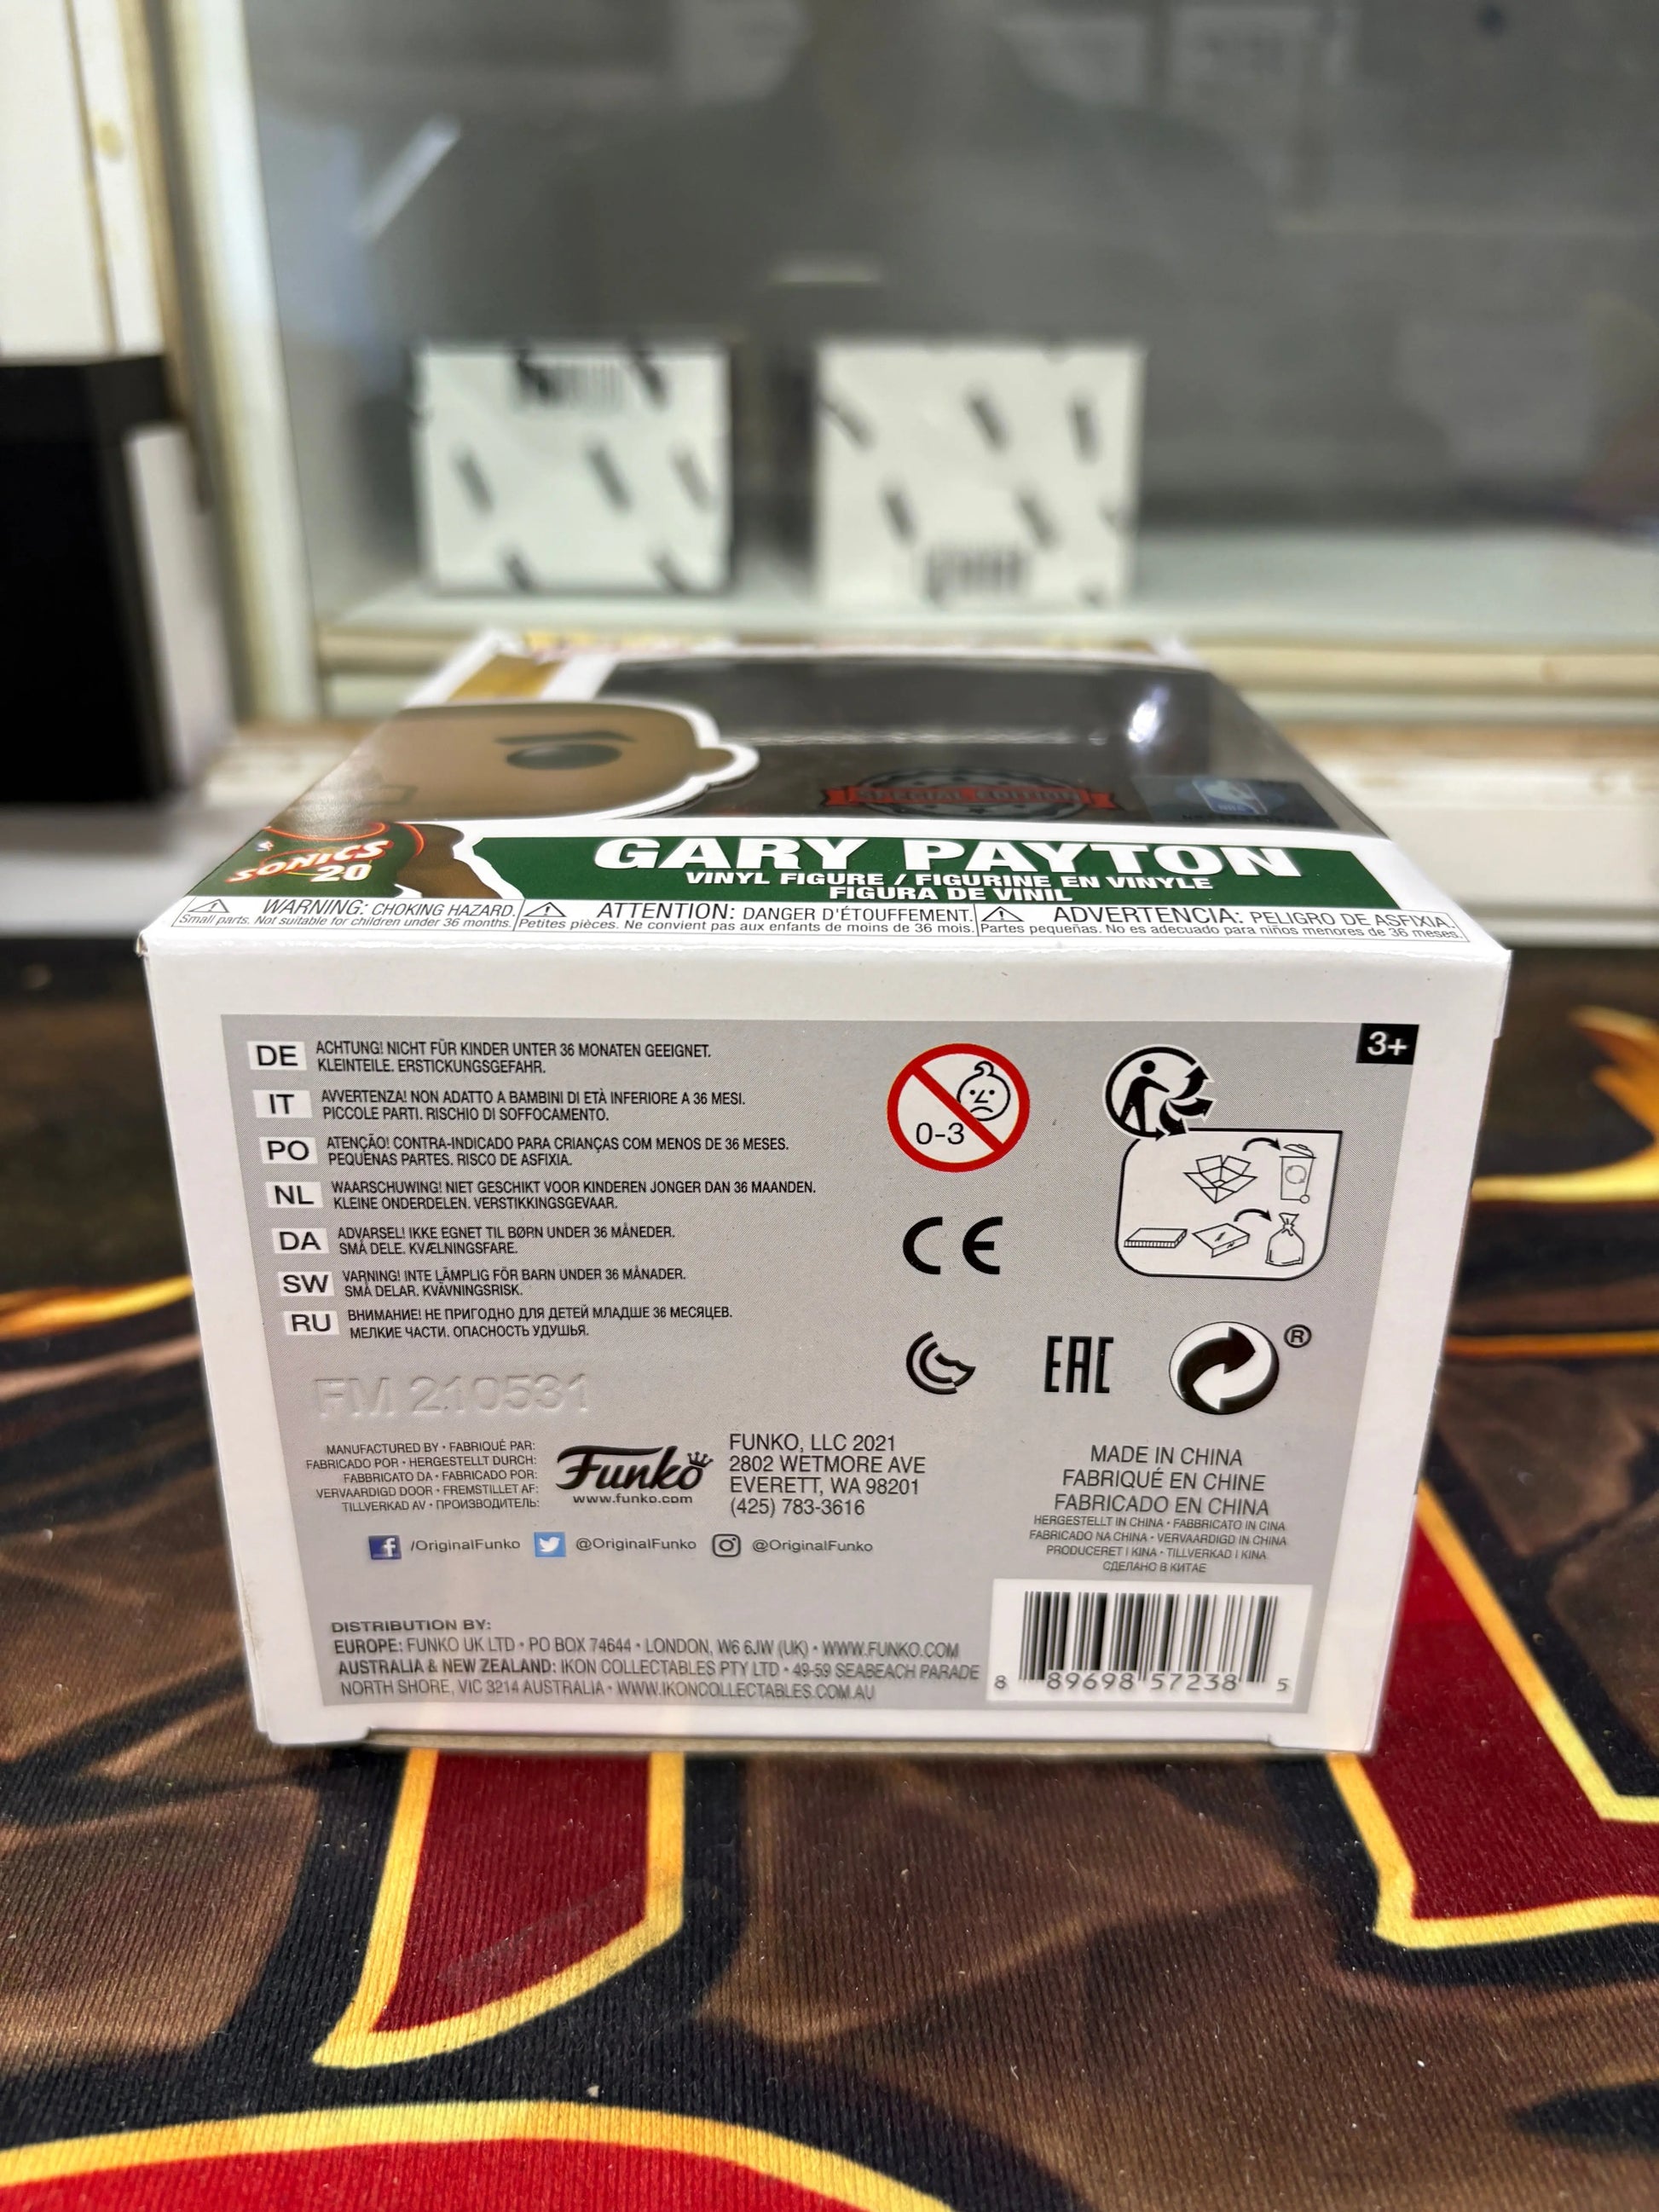 SPECIAL EDITION
NBA
SONICS
20
GARY PAYTON
VINYL FIGURE / FIGURINE EN VINYLE
FIGURA DE VINIL
WARNING: CHOKING HAZARD.
Small parts. Not suitable for children under 36 months.
ATTENTION: DANGER D'ÉTOUFFEMENT.
Petites pièces. Ne convient pas aux enfants de moins de 36 mois.
ADVERTENCIA: PELIGRO DE ASFIXIA.
Partes pequeñas. No es adecuado para niños menores de 36 meses.
3+
DE ACHTUNG! NICHT FÜR KINDER UNTER 36 MONATEN GEEIGNET.
KLEINTEILE. ERSTICKUNGSGEFAHR.
IT AVVERTENZA! NON ADATTO A BAMBINI DI ETÀ INFERIORE A 36 MESI.
PICCOLE PARTI. RISCHIO DI SOFFOCAMENTO.
PO ATENÇÃO! CONTRA-INDICADO PARA CRIANÇAS COM MENOS DE 36 MESES.
PEQUENAS PARTES. RISCO DE ASFIXIA.
NL WAARSCHUWING! NIET GESCHIKT VOOR KINDEREN JONGER DAN 36 MAANDEN.
KLEINE ONDERDELEN. VERSTIKKINGSGEVAAR.
DA ADVARSEL! IKKE EGNET TIL BØRN UNDER 36 MÅNEDER.
SMÅ DELE. KVÆLNINGSFARE.
SW VARNING! INTE LÄMPLIG FÖR BARN UNDER 36 MÅNADER.
SMÅ DELAR. KVÄVNINGSRISK.
RU ВНИМАНИЕ! НЕ ПРИГОДНО ДЛЯ ДЕТЕЙ МЛАДШЕ 36 МЕСЯЦЕВ.
МЕЛКИЕ ЧАСТИ. ОПАСНОСТЬ УДУШЬЯ.
0-3
CE
EAC
®
FM 210531
MANUFACTURED BY • FABRIQUÉ PAR:
FABRICADO POR • HERGESTELLT DURCH:
FABBRICATO DA • FABRICADO POR:
VERVAARDIGD DOOR • FREMSTILLET AF:
TILLVERKAD AV • ПРОИЗВОДИТЕЛЬ:
Funko
www.funko.com
FUNKO, LLC 2021
2802 WETMORE AVE
EVERETT, WA 98201
(425) 783-3616
/OriginalFunko @OriginalFunko @OriginalFunko
MADE IN CHINA
FABRIQUÉ EN CHINE
FABRICADO EN CHINA
HERGESTELLT IN CHINA • FABBRICATO IN CINA
FABRICADO NA CHINA • VERVAARDIGD IN CHINA
PRODUCERET I KINA • TILLVERKAD I KINA
СДЕЛАНО В КИТАЕ
DISTRIBUTION BY:
EUROPE: FUNKO UK LTD • PO BOX 74644 • LONDON, W6 6JW (UK) • WWW.FUNKO.COM
AUSTRALIA & NEW ZEALAND: IKON COLLECTABLES PTY LTD • 49-59 SEABEACH PARADE
NORTH SHORE, VIC 3214 AUSTRALIA • WWW.IKONCOLLECTABLES.COM.AU
8 89698 57238 5